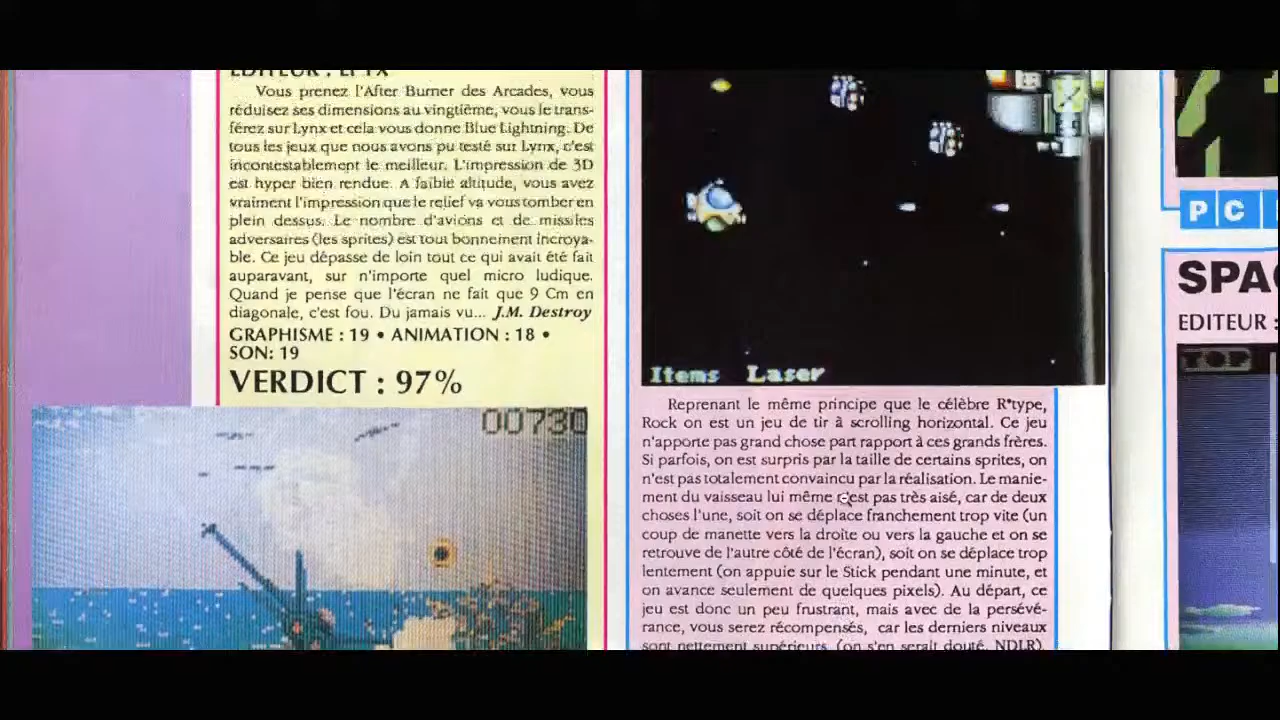 EDITEUR : EPYX
Vous prenez l'After Burner des Arcades, vous
réduisez ses dimensions au vingtième, vous le trans-
férez sur Lynx et cela vous donne Blue Lightning. De
tous les jeux que nous avons pu testé sur Lynx, c'est
incontestablement le meilleur. L'impression de 3D
est hyper bien rendue. A faible altitude, vous avez
vraiment l'impression que le relief va vous tomber en
plein dessus. Le nombre d'avions et de missiles
adversaires (les sprites) est tout bonnement incroya-
ble. Ce jeu dépasse de loin tout ce qui avait été fait
auparavant, sur n'importe quel micro ludique.
Quand je pense que l'écran ne fait que 9 Cm en
diagonale, c'est fou. Du jamais vu... J.M. Destroy
GRAPHISME : 19 • ANIMATION : 18 •
SON: 19
VERDICT : 97%
00730
Items Laser
Reprenant le même principe que le célèbre R*type,
Rock on est un jeu de tir à scrolling horizontal. Ce jeu
n'apporte pas grand chose part rapport à ces grands frères.
Si parfois, on est surpris par la taille de certains sprites, on
n'est pas totalement convaincu par la réalisation. Le manie-
ment du vaisseau lui même n'est pas très aisé, car de deux
choses l'une, soit on se déplace franchement trop vite (un
coup de manette vers la droite ou vers la gauche et on se
retrouve de l'autre côté de l'écran), soit on se déplace trop
lentement (on appuie sur le Stick pendant une minute, et
on avance seulement de quelques pixels). Au départ, ce
jeu est donc un peu frustrant, mais avec de la persévé-
rance, vous serez récompensés, car les derniers niveaux
sont nettement supérieurs (on s'en serait douté, NDLR).
PC
SPA
EDITEUR :
TOP